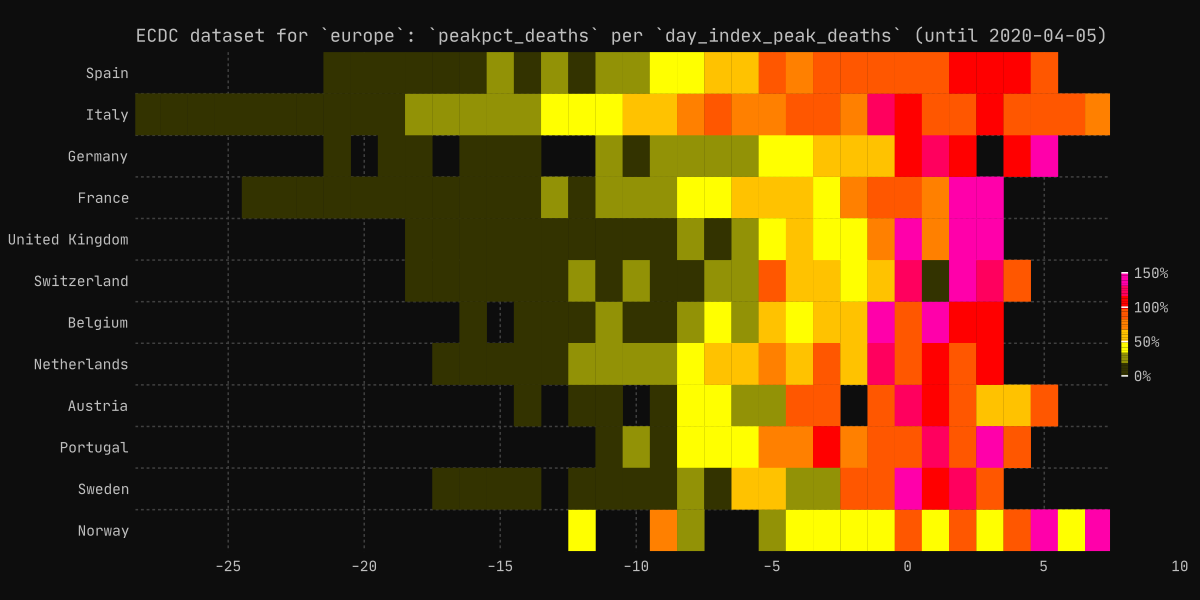 ECDC dataset for `europe`: `peakpct_deaths` per `day_index_peak_deaths` (until 2020-04-05)
Spain
Italy
Germany
France
United Kingdom
Switzerland
Belgium
Netherlands
Austria
Portugal
Sweden
Norway
150%
100%
50%
0%
-25 -20 -15 -10 -5 0 5 10